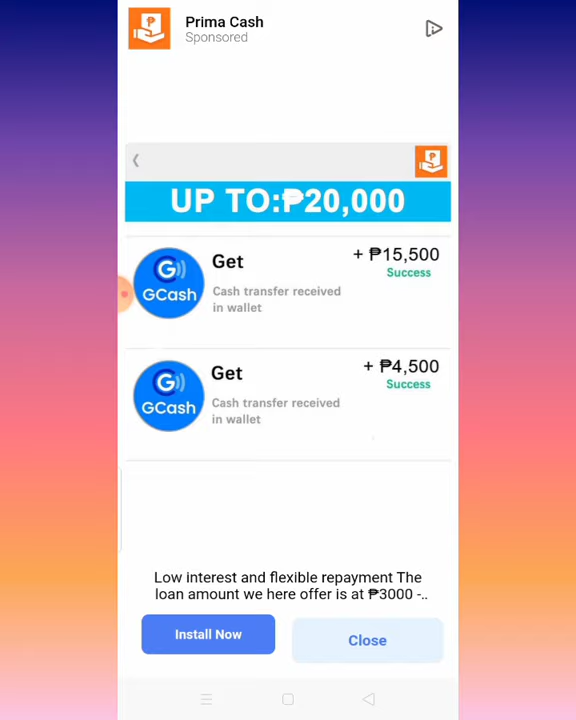 Prima Cash
Sponsored
UP TO:₱20,000
GCash
Get
Cash transfer received
in wallet
+ ₱15,500
Success
GCash
Get
Cash transfer received
in wallet
+ ₱4,500
Success
Low interest and flexible repayment The
loan amount we here offer is at ₱3000 -..
Install Now
Close